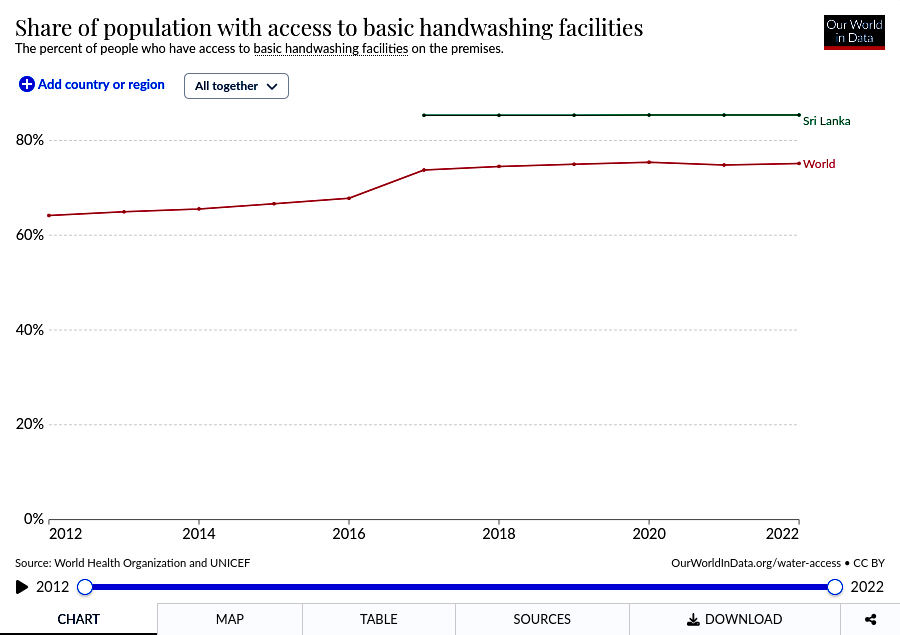 Share of population with access to basic handwashing facilities
The percent of people who have access to basic handwashing facilities on the premises.
Our World
in Data
Add country or region
All together
Sri Lanka
80%
World
60%
40%
20%
0%
2012 2014 2016 2018 2020 2022
Source: World Health Organization and UNICEF
OurWorldInData.org/water-access • CC BY
2012 2022
CHART MAP TABLE SOURCES DOWNLOAD